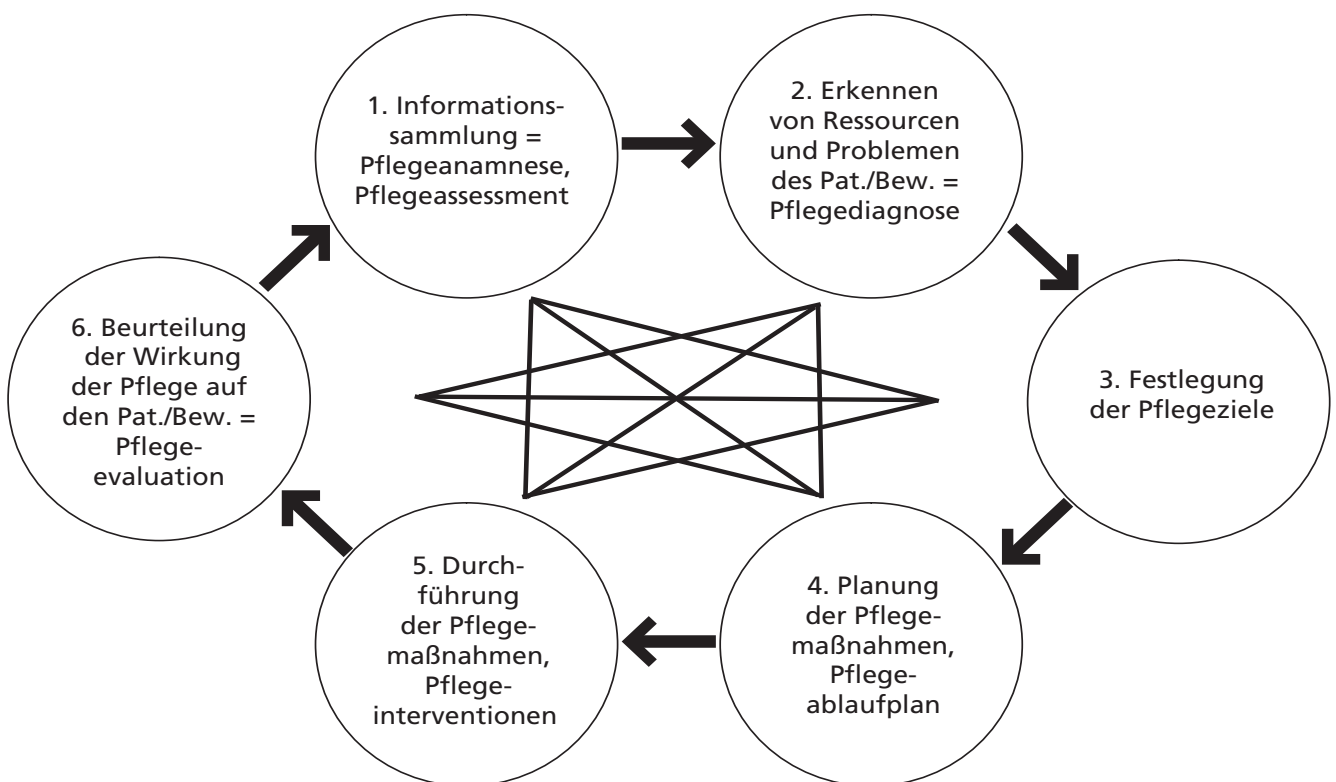 1. Informations-
sammlung =
Pflegeanamnese,
Pflegeassessment
2. Erkennen
von Ressourcen
und Problemen
des Pat./Bew. =
Pflegediagnose
3. Festlegung
der Pflegeziele
4. Planung
der Pflege-
maßnahmen,
Pflege-
ablaufplan
5. Durch-
führung
der Pflege-
maßnahmen,
Pflege-
interventionen
6. Beurteilung
der Wirkung
der Pflege auf
den Pat./Bew. =
Pflege-
evaluation